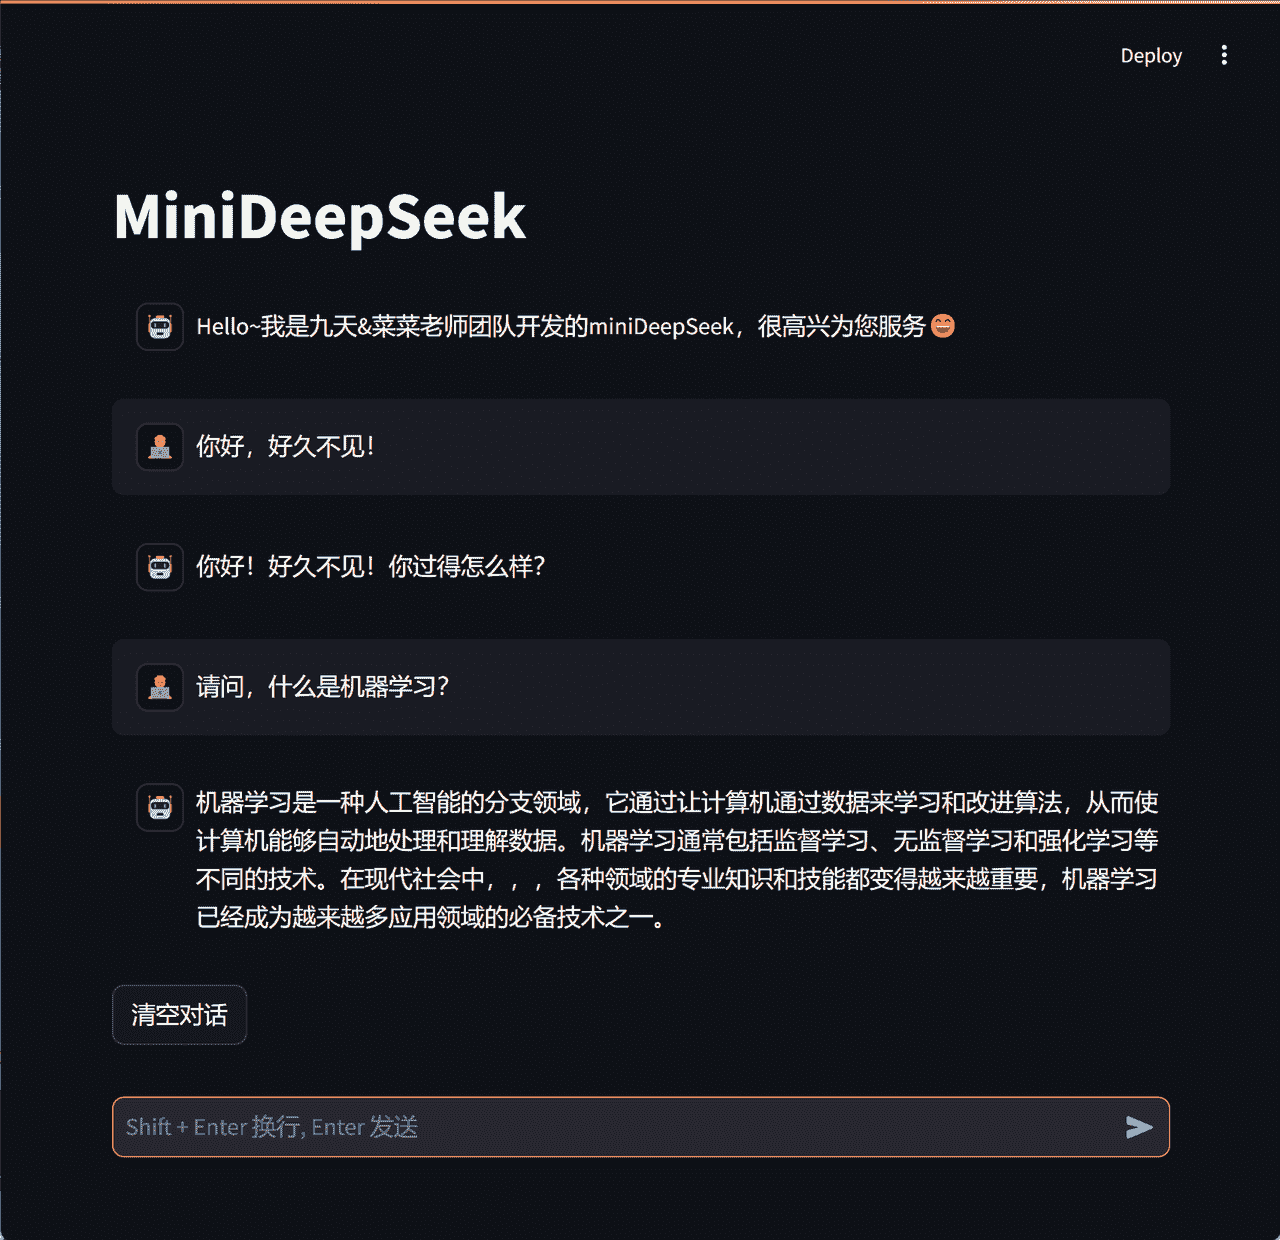 Deploy
MiniDeepSeek
Hello~我是九天&菜菜老师团队开发的miniDeepSeek，很高兴为您服务😄
你好，好久不见！
你好！好久不见！你过得怎么样？
请问，什么是机器学习？
机器学习是一种人工智能的分支领域，它通过让计算机通过数据来学习和改进算法，从而使
计算机能够自动地处理和理解数据。机器学习通常包括监督学习、无监督学习和强化学习等
不同的技术。在现代社会中，，，各种领域的专业知识和技能都变得越来越重要，机器学习
已经成为越来越多应用领域的必备技术之一。
清空对话
Shift + Enter 换行, Enter 发送